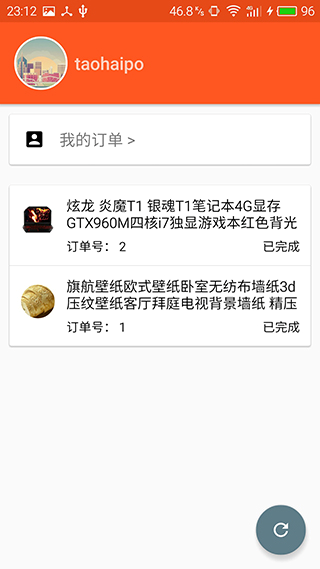 23:12
46.8 K/s
4G
96
taohaipo
我的订单 >
炫龙 炎魔T1 银魂T1笔记本4G显存
GTX960M四核i7独显游戏本红色背光
订单号： 2
已完成
旗航壁纸欧式壁纸卧室无纺布墙纸3d
压纹壁纸客厅拜庭电视背景墙纸 精压
订单号： 1
已完成